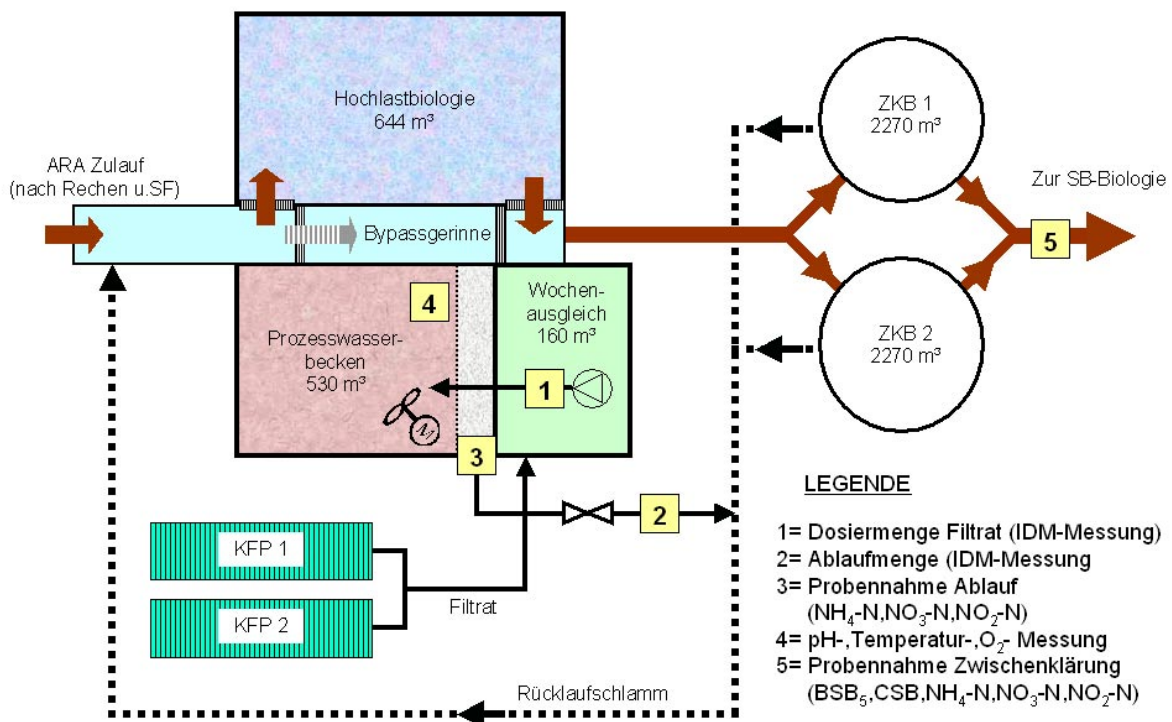 Hochlastbiologie
644 m³
ARA Zulauf
(nach Rechen u.SF)
Bypassgerinne
ZKB 1
2270 m³
Zur SB-Biologie
5
4
Prozesswasser-
becken
530 m³
M
Wochen-
ausgleich
160 m³
1
3
2
ZKB 2
2270 m³
KFP 1
KFP 2
Filtrat
Rücklaufschlamm
LEGENDE
1= Dosiermenge Filtrat (IDM-Messung)
2= Ablaufmenge (IDM-Messung
3= Probennahme Ablauf
(NH₄-N,NO₃-N,NO₂-N)
4= pH-,Temperatur-,O₂- Messung
5= Probennahme Zwischenklärung
(BSB₅,CSB,NH₄-N,NO₃-N,NO₂-N)